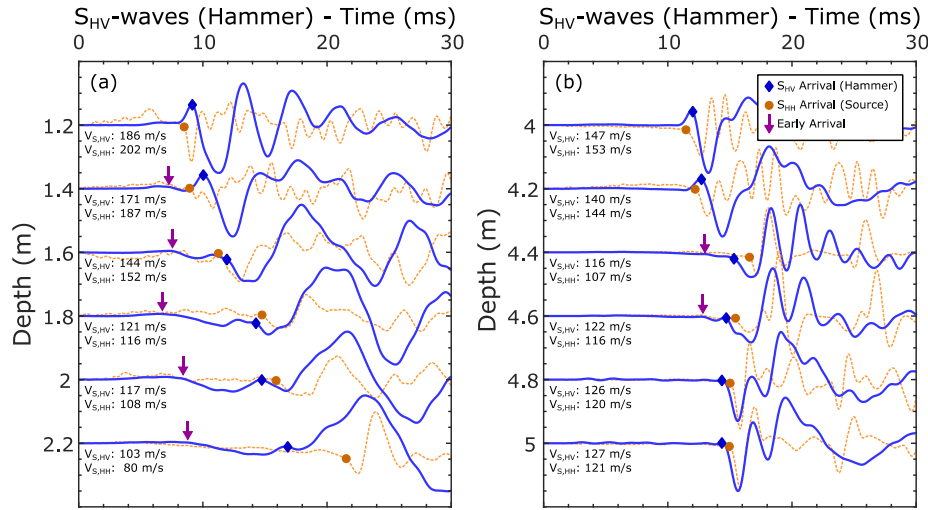 S_HV-waves (Hammer) - Time (ms)
0 10 20 30
Depth (m)
(a)
1.2
V_S,HV: 186 m/s
V_S,HH: 202 m/s
1.4
V_S,HV: 171 m/s
V_S,HH: 187 m/s
1.6
V_S,HV: 144 m/s
V_S,HH: 152 m/s
1.8
V_S,HV: 121 m/s
V_S,HH: 116 m/s
2
V_S,HV: 117 m/s
V_S,HH: 108 m/s
2.2
V_S,HV: 103 m/s
V_S,HH: 80 m/s
S_HV-waves (Hammer) - Time (ms)
0 10 20 30
Depth (m)
(b)
S_HV Arrival (Hammer)
S_HH Arrival (Source)
Early Arrival
4
V_S,HV: 147 m/s
V_S,HH: 153 m/s
4.2
V_S,HV: 140 m/s
V_S,HH: 144 m/s
4.4
V_S,HV: 116 m/s
V_S,HH: 107 m/s
4.6
V_S,HV: 122 m/s
V_S,HH: 116 m/s
4.8
V_S,HV: 126 m/s
V_S,HH: 120 m/s
5
V_S,HV: 127 m/s
V_S,HH: 121 m/s